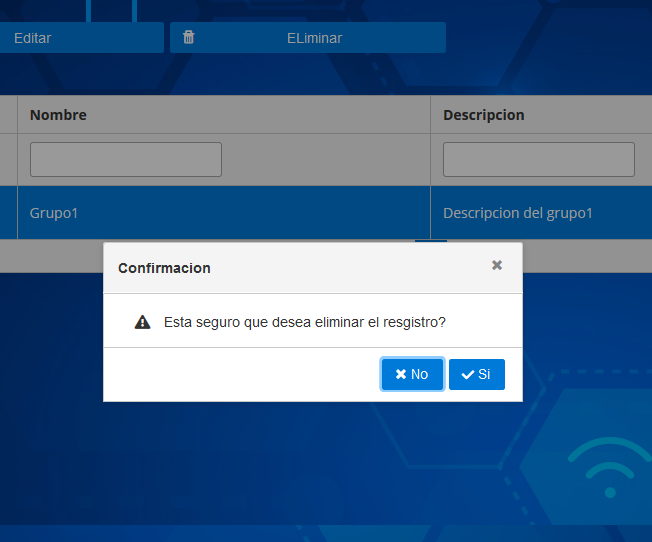 Editar
ELiminar
Nombre
Descripcion
Grupo1
Descripcion del grupo1
Confirmacion
Esta seguro que desea eliminar el resgistro?
No
Si